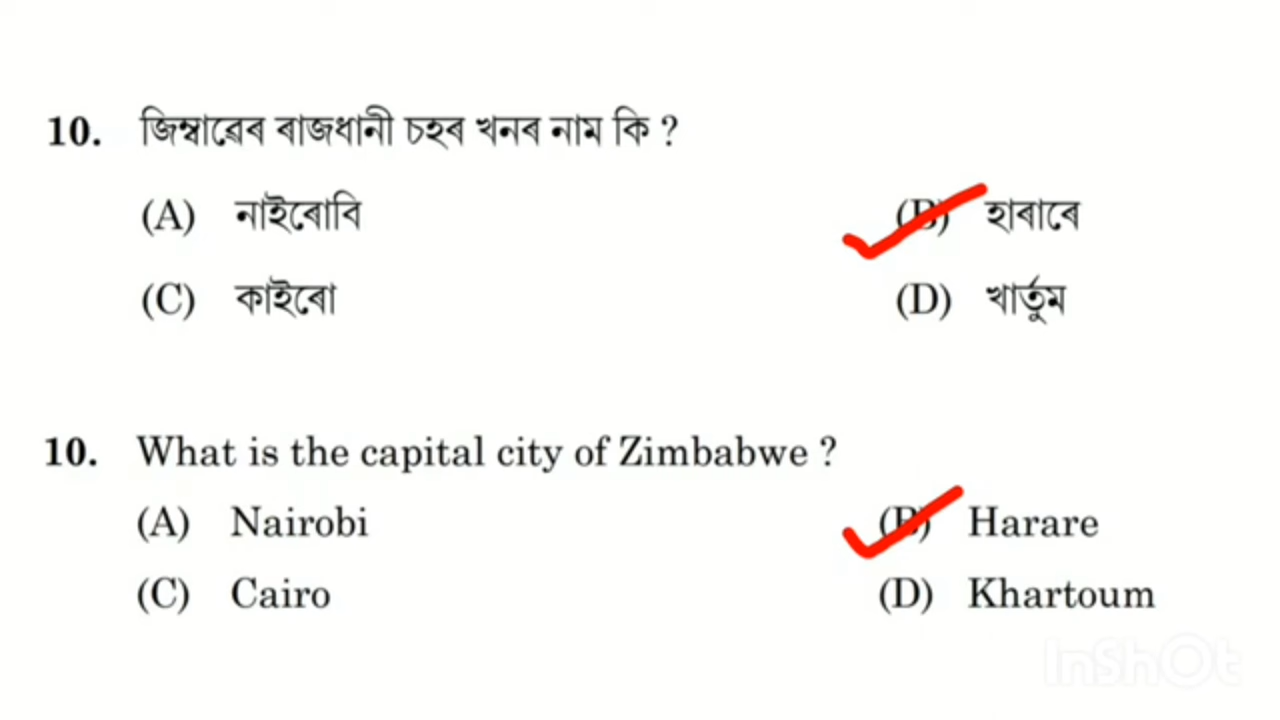 10. জিম্বাৱেৰ ৰাজধানী চহৰ খনৰ নাম কি ?
(A) নাইৰোবি (B) হাৰাৰে
(C) কাইৰো (D) খাৰ্তুম
10. What is the capital city of Zimbabwe ?
(A) Nairobi (B) Harare
(C) Cairo (D) Khartoum
InShOt